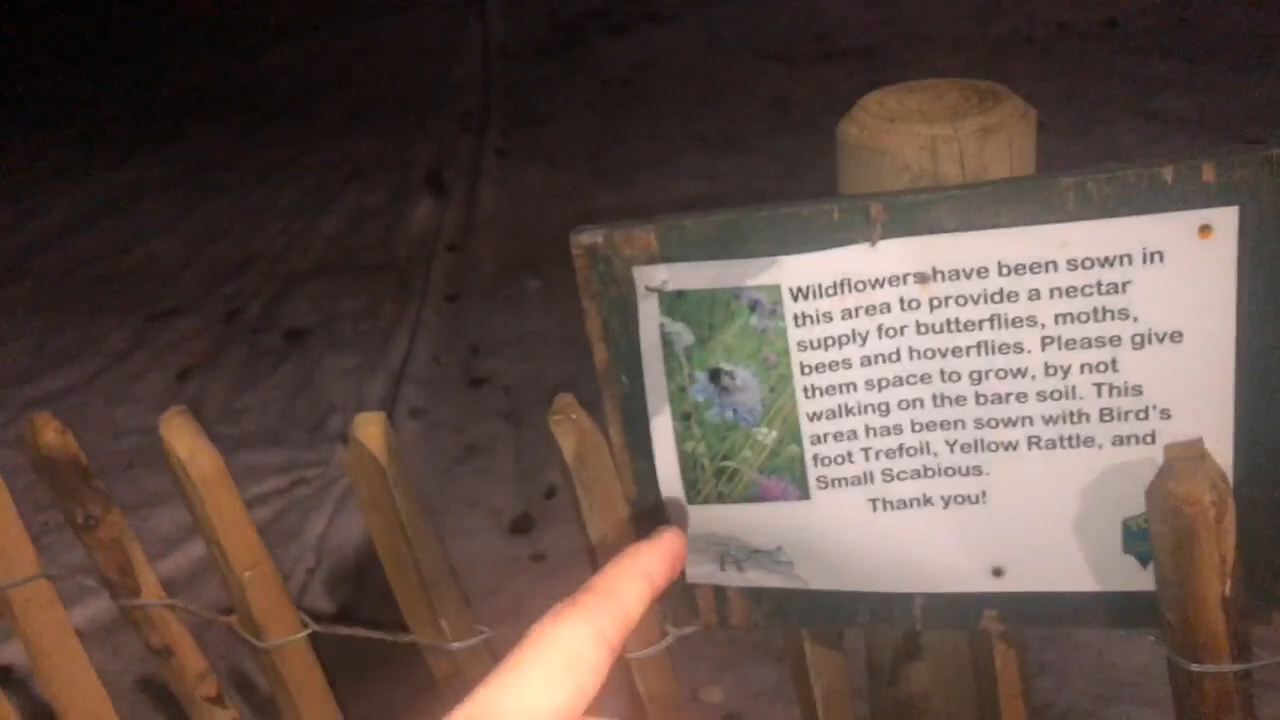 Wildflowers have been sown in
this area to provide a nectar
supply for butterflies, moths,
bees and hoverflies. Please give
them space to grow, by not
walking on the bare soil. This
area has been sown with Bird's
foot Trefoil, Yellow Rattle, and
Small Scabious.
Thank you!